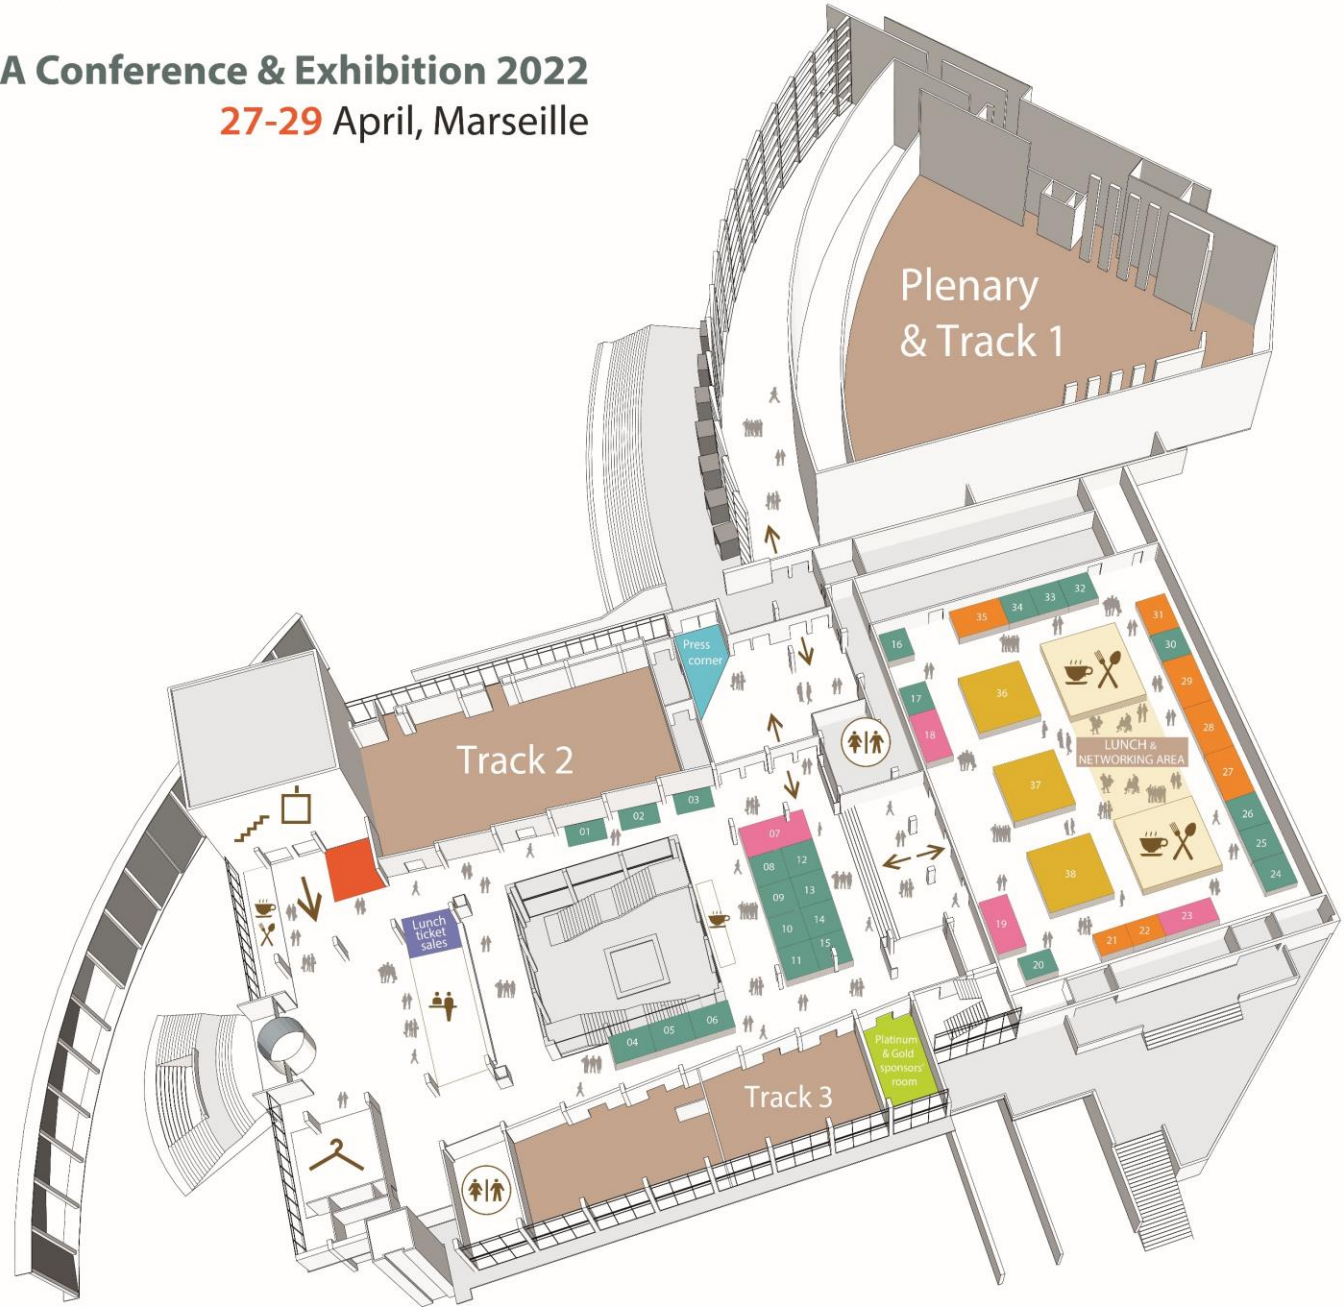 A Conference & Exhibition 2022
27-29 April, Marseille
Plenary
& Track 1
32
33
34
35
31
16
30
Press
corner
29
17
36
18
28
LUNCH &
NETWORKING AREA
Track 2
27
37
03
02
01
26
07
25
12
08
38
24
13
09
19
23
14
10
22
21
15
11
20
Lunch
ticket
sales
06
05
04
Platinum
& Gold
sponsors'
room
Track 3